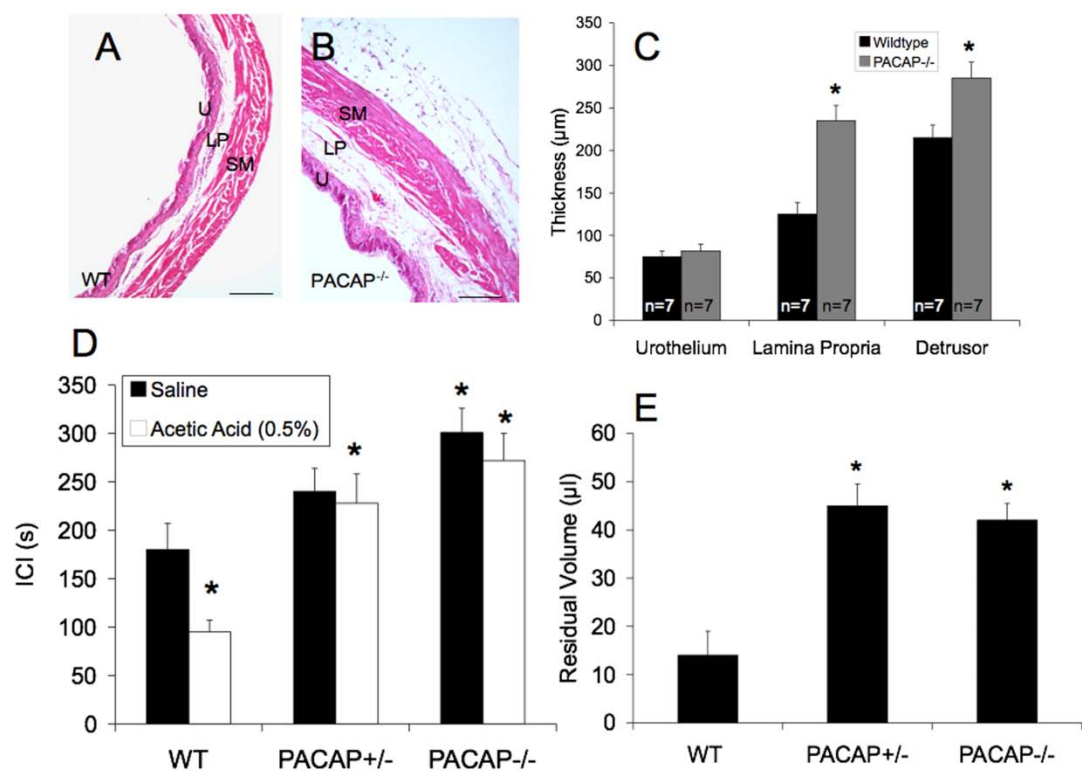 A
U
LP
SM
WT
B
SM
LP
U
PACAP-/-
C
Wildtype
PACAP-/-
350
300
250
200
150
100
50
0
Thickness (µm)
*
*
n=7 n=7 n=7 n=7 n=7 n=7
Urothelium Lamina Propria Detrusor
D
Saline
Acetic Acid (0.5%)
350
300
250
200
150
100
50
0
ICI (s)
*
*
*
*
WT PACAP+/- PACAP-/-
E
60
50
40
30
20
10
0
Residual Volume (µl)
*
*
WT PACAP+/- PACAP-/-